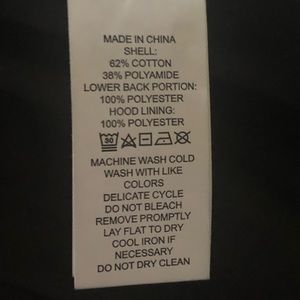 MADE IN CHINA
SHELL:
62% COTTON
38% POLYAMIDE
LOWER BACK PORTION:
100% POLYESTER
HOOD LINING:
100% POLYESTER
30
MACHINE WASH COLD
WASH WITH LIKE
COLORS
DELICATE CYCLE
DO NOT BLEACH
REMOVE PROMPTLY
LAY FLAT TO DRY
COOL IRON IF
NECESSARY
DO NOT DRY CLEAN